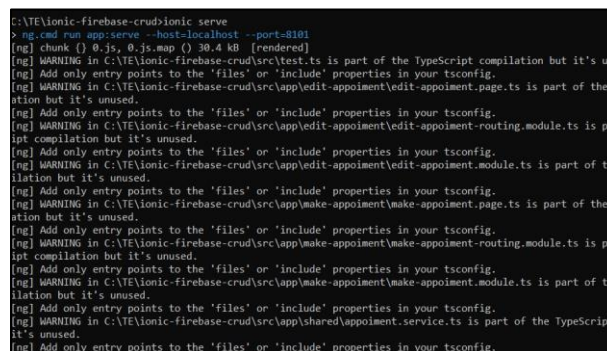 C:\TE\ionic-firebase-crud>ionic serve
> ng.cmd run app:serve --host=localhost --port=8101
[ng] chunk {} 0.js, 0.js.map () 30.4 kB  [rendered]
[ng] WARNING in C:\TE\ionic-firebase-crud\src\test.ts is part of the TypeScript compilation but it's u
[ng] Add only entry points to the 'files' or 'include' properties in your tsconfig.
[ng] WARNING in C:\TE\ionic-firebase-crud\src\app\edit-appoiment\edit-appoiment.page.ts is part of the
ation but it's unused.
[ng] Add only entry points to the 'files' or 'include' properties in your tsconfig.
[ng] WARNING in C:\TE\ionic-firebase-crud\src\app\edit-appoiment\edit-appoiment-routing.module.ts is p
ipt compilation but it's unused.
[ng] Add only entry points to the 'files' or 'include' properties in your tsconfig.
[ng] WARNING in C:\TE\ionic-firebase-crud\src\app\edit-appoiment\edit-appoiment.module.ts is part of t
ilation but it's unused.
[ng] Add only entry points to the 'files' or 'include' properties in your tsconfig.
[ng] WARNING in C:\TE\ionic-firebase-crud\src\app\make-appoiment\make-appoiment.page.ts is part of the
ation but it's unused.
[ng] Add only entry points to the 'files' or 'include' properties in your tsconfig.
[ng] WARNING in C:\TE\ionic-firebase-crud\src\app\make-appoiment\make-appoiment-routing.module.ts is p
ipt compilation but it's unused.
[ng] Add only entry points to the 'files' or 'include' properties in your tsconfig.
[ng] WARNING in C:\TE\ionic-firebase-crud\src\app\make-appoiment\make-appoiment.module.ts is part of t
ilation but it's unused.
[ng] Add only entry points to the 'files' or 'include' properties in your tsconfig.
[ng] WARNING in C:\TE\ionic-firebase-crud\src\app\shared\appoiment.service.ts is part of the TypeScrip
it's unused.
[ng] Add only entry points to the 'files' or 'include' properties in your tsconfig.